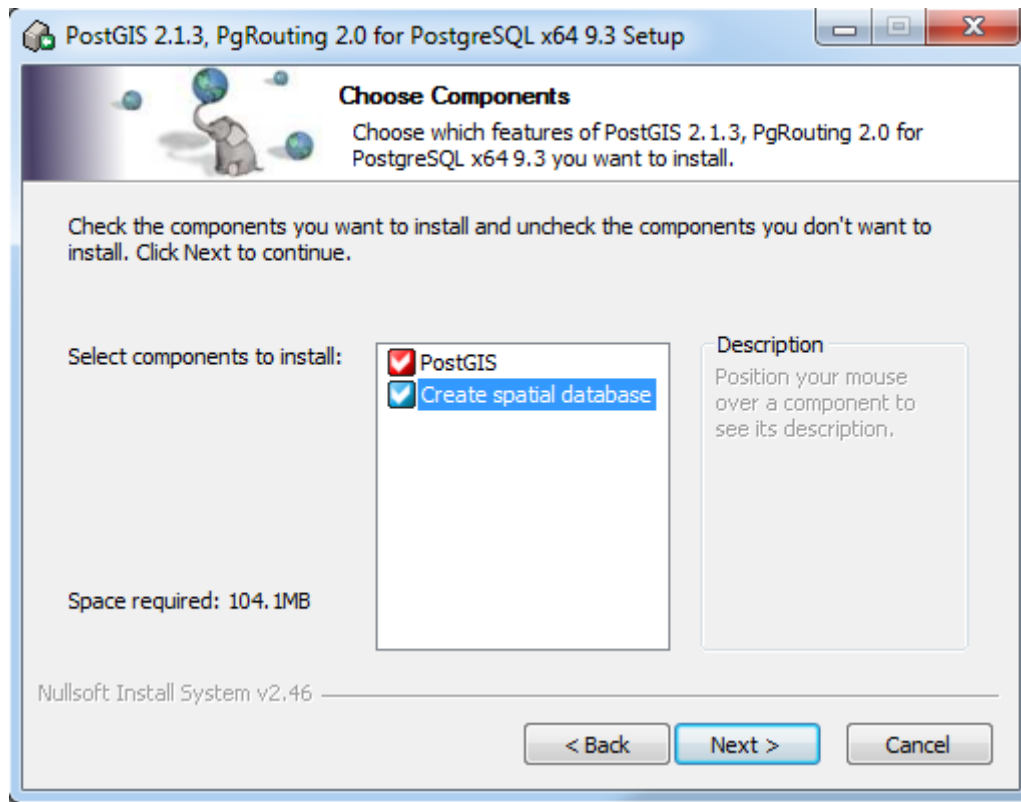 PostGIS 2.1.3, PgRouting 2.0 for PostgreSQL x64 9.3 Setup
Choose Components
Choose which features of PostGIS 2.1.3, PgRouting 2.0 for
PostgreSQL x64 9.3 you want to install.
Check the components you want to install and uncheck the components you don't want to
install. Click Next to continue.
Select components to install:
PostGIS
Create spatial database
Description
Position your mouse
over a component to
see its description.
Space required: 104.1MB
Nullsoft Install System v2.46
< Back
Next >
Cancel